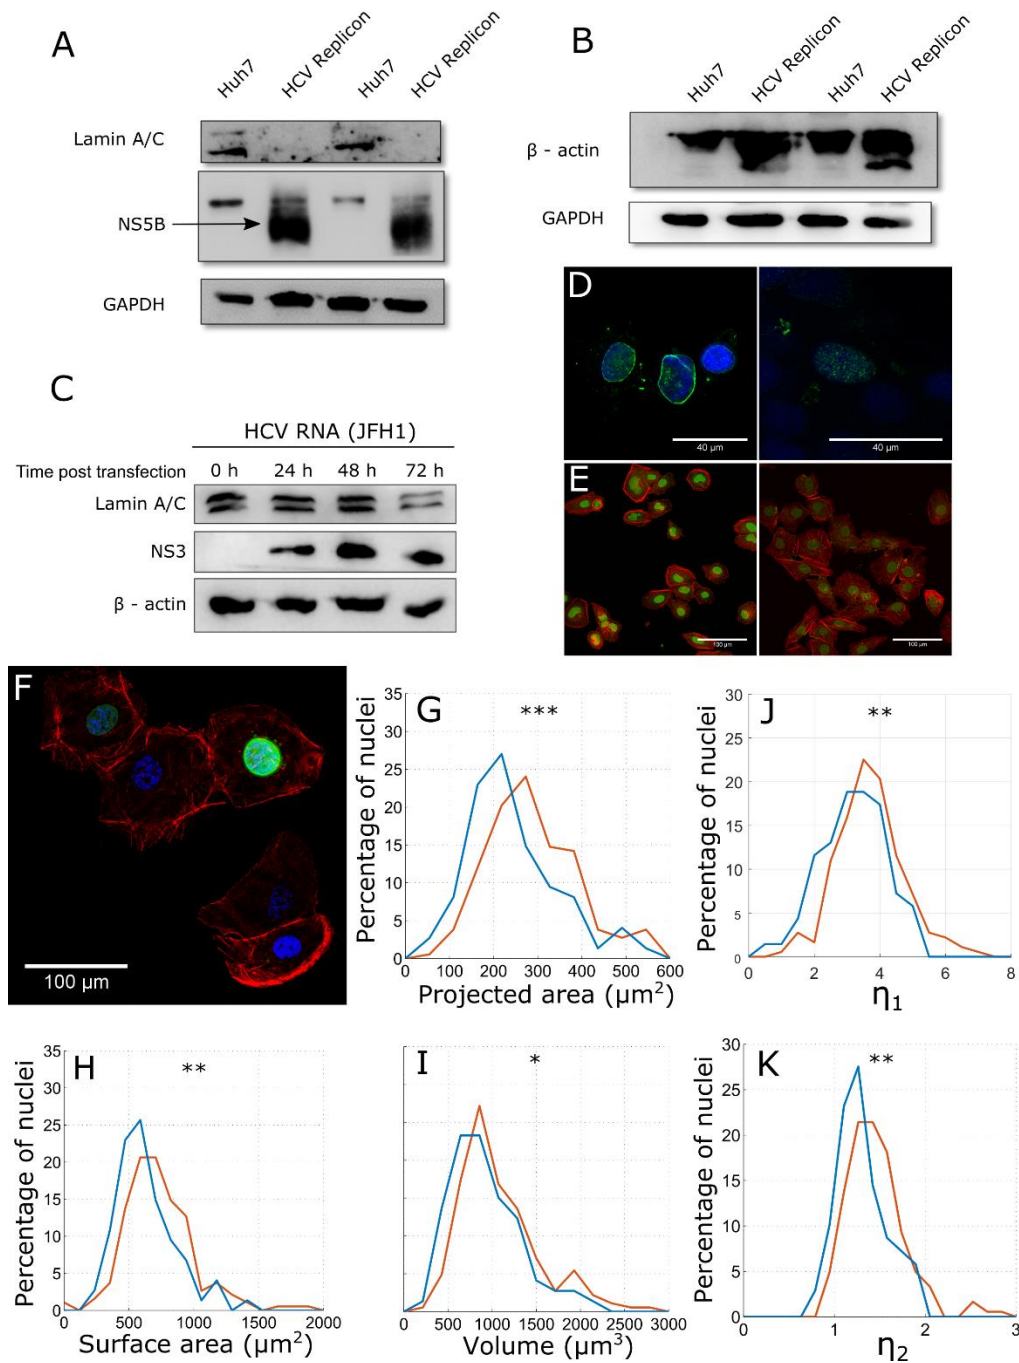 A
Huh7
HCV Replicon
Huh7
HCV Replicon
Lamin A/C
NS5B
GAPDH
B
Huh7
HCV Replicon
Huh7
HCV Replicon
β - actin
GAPDH
C
HCV RNA (JFH1)
Time post transfection 0 h 24 h 48 h 72 h
Lamin A/C
NS3
β - actin
D
40 µm
40 µm
E
100 µm
100 µm
F
100 µm
G
***
Percentage of nuclei
35
30
25
20
15
10
5
0
0 100 200 300 400 500 600
Projected area (µm²)
J
**
Percentage of nuclei
30
25
20
15
10
5
0
0 2 4 6 8
η₁
H
**
Percentage of nuclei
35
30
25
20
15
10
5
0
0 500 1000 1500 2000
Surface area (µm²)
I
*
0 500 1000 1500 2000 2500 3000
Volume (µm³)
K
**
Percentage of nuclei
30
25
20
15
10
5
0
0 1 2 3
η₂